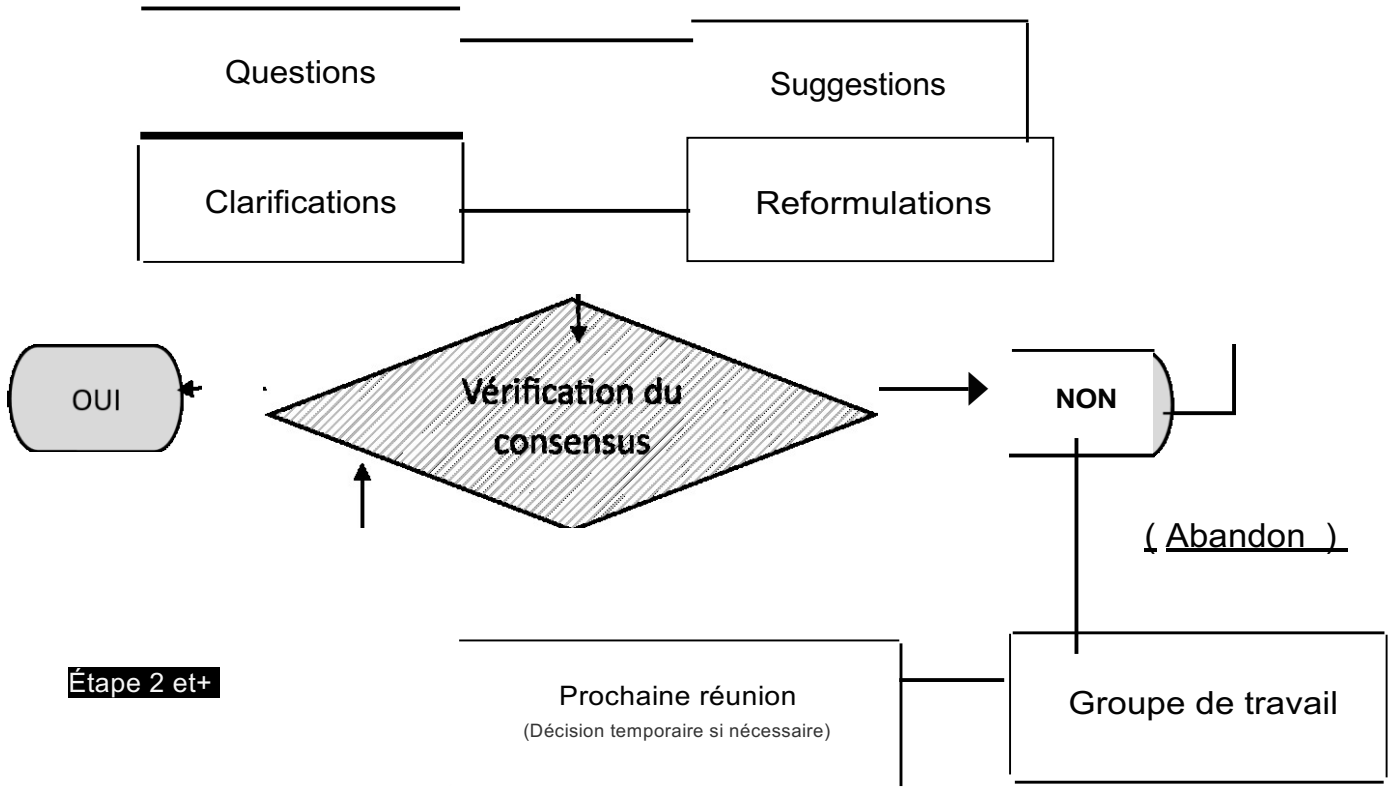 Questions
Suggestions
Clarifications
Reformulations
OUI
Vérification du
consensus
NON
( Abandon )
Étape 2 et+
Prochaine réunion
(Décision temporaire si nécessaire)
Groupe de travail